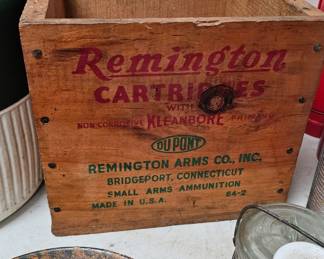 Remington
CARTRIDGES
WITH
NON-CORROSIVE KLEANBORE PRIMING
DU PONT
REMINGTON ARMS CO., INC.
BRIDGEPORT, CONNECTICUT
SMALL ARMS AMMUNITION
MADE IN U.S.A. 64-2